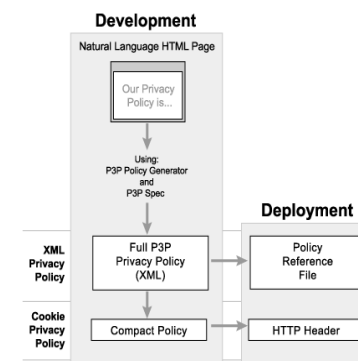 Development
Natural Language HTML Page
Our Privacy
Policy is...
Using:
P3P Policy Generator
and
P3P Spec
Deployment
XML
Privacy
Policy
Full P3P
Privacy Policy
(XML)
Policy
Reference
File
Cookie
Privacy
Policy
Compact Policy
HTTP Header